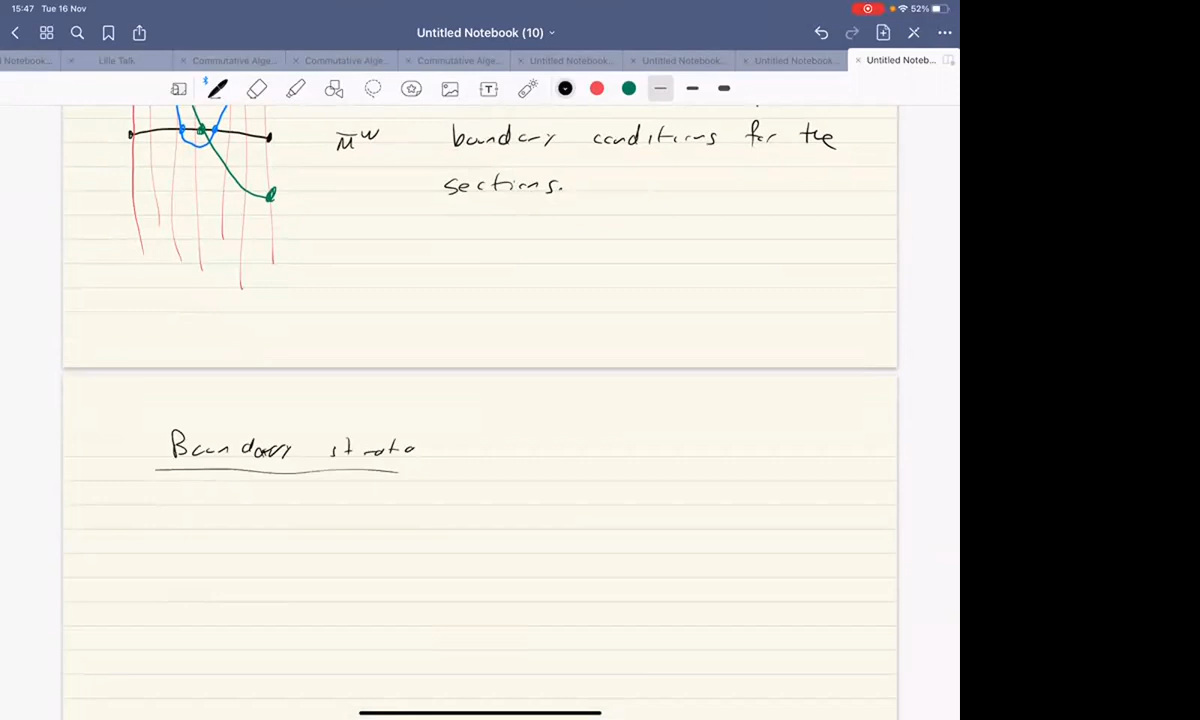 15:47 Tue 16 Nov
52%
Untitled Notebook (10)
Notebook...
Lille Talk
Commutative Alge...
Commutative Alge...
Commutative Alge...
Untitled Notebook...
Untitled Notebook...
Untitled Notebook...
Untitled Noteb...
M̄^W boundary conditions for the
sections.
Boundary strata